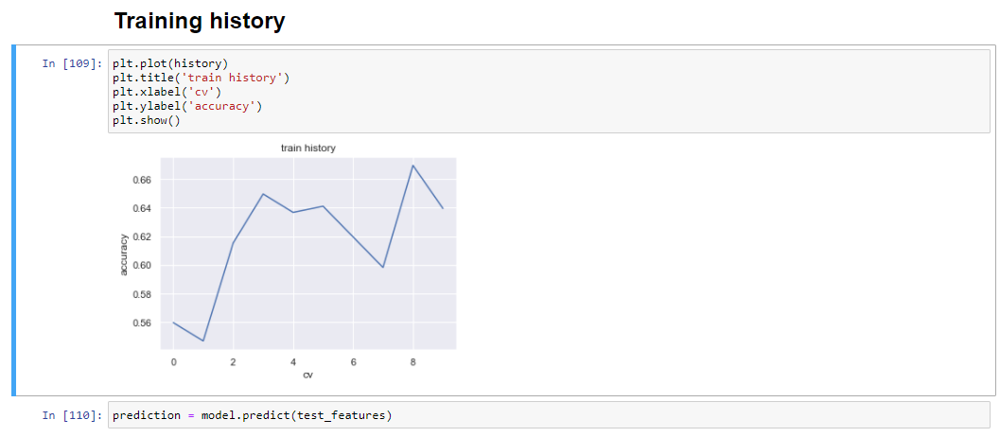 Training history
In [109]: plt.plot(history)
plt.title('train history')
plt.xlabel('cv')
plt.ylabel('accuracy')
plt.show()
train history
0.66
0.64
0.62
0.60
0.58
0.56
accuracy
0 2 4 6 8
cv
In [110]: prediction = model.predict(test_features)